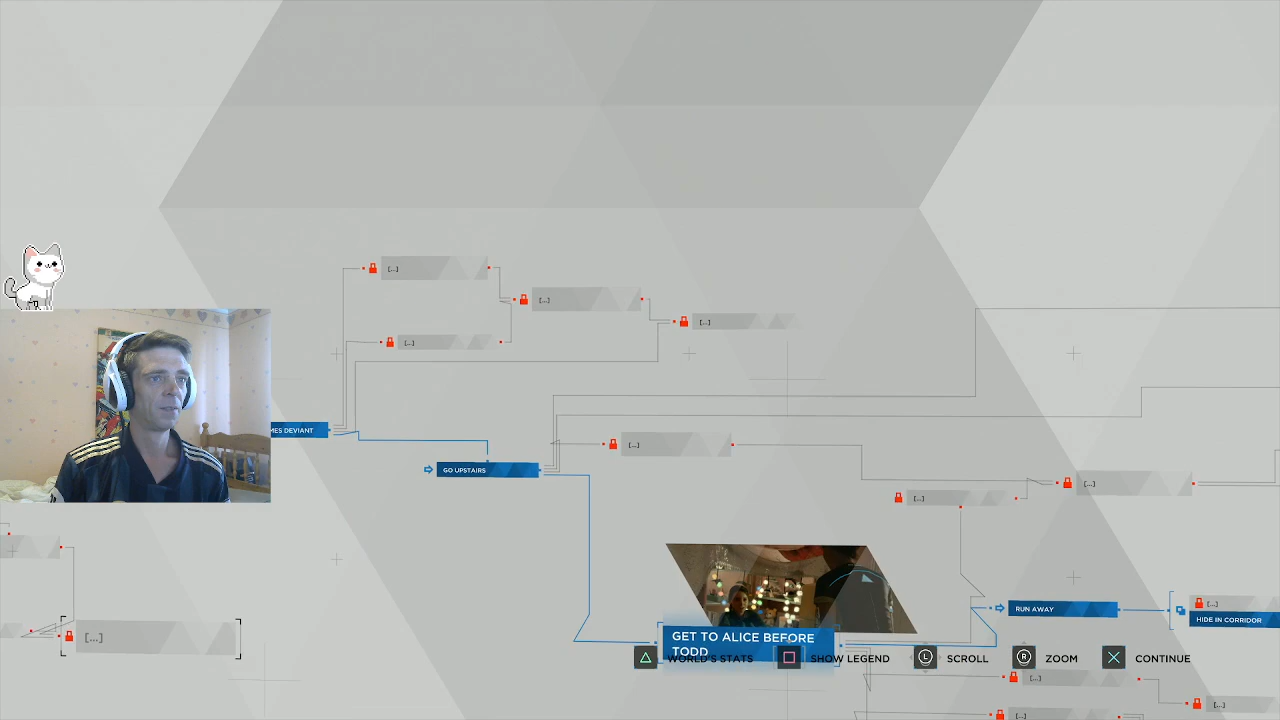 [...]
[...]
[...]
[...]
MES DEVIANT
[...]
GO UPSTAIRS
[...]
[...]
[...]
RUN AWAY
HIDE IN CORRIDOR
[...]
GET TO ALICE BEFORE
TODD
WORLD'S STATS
SHOW LEGEND
L
SCROLL
R
ZOOM
CONTINUE
[...]
[...]
[...]